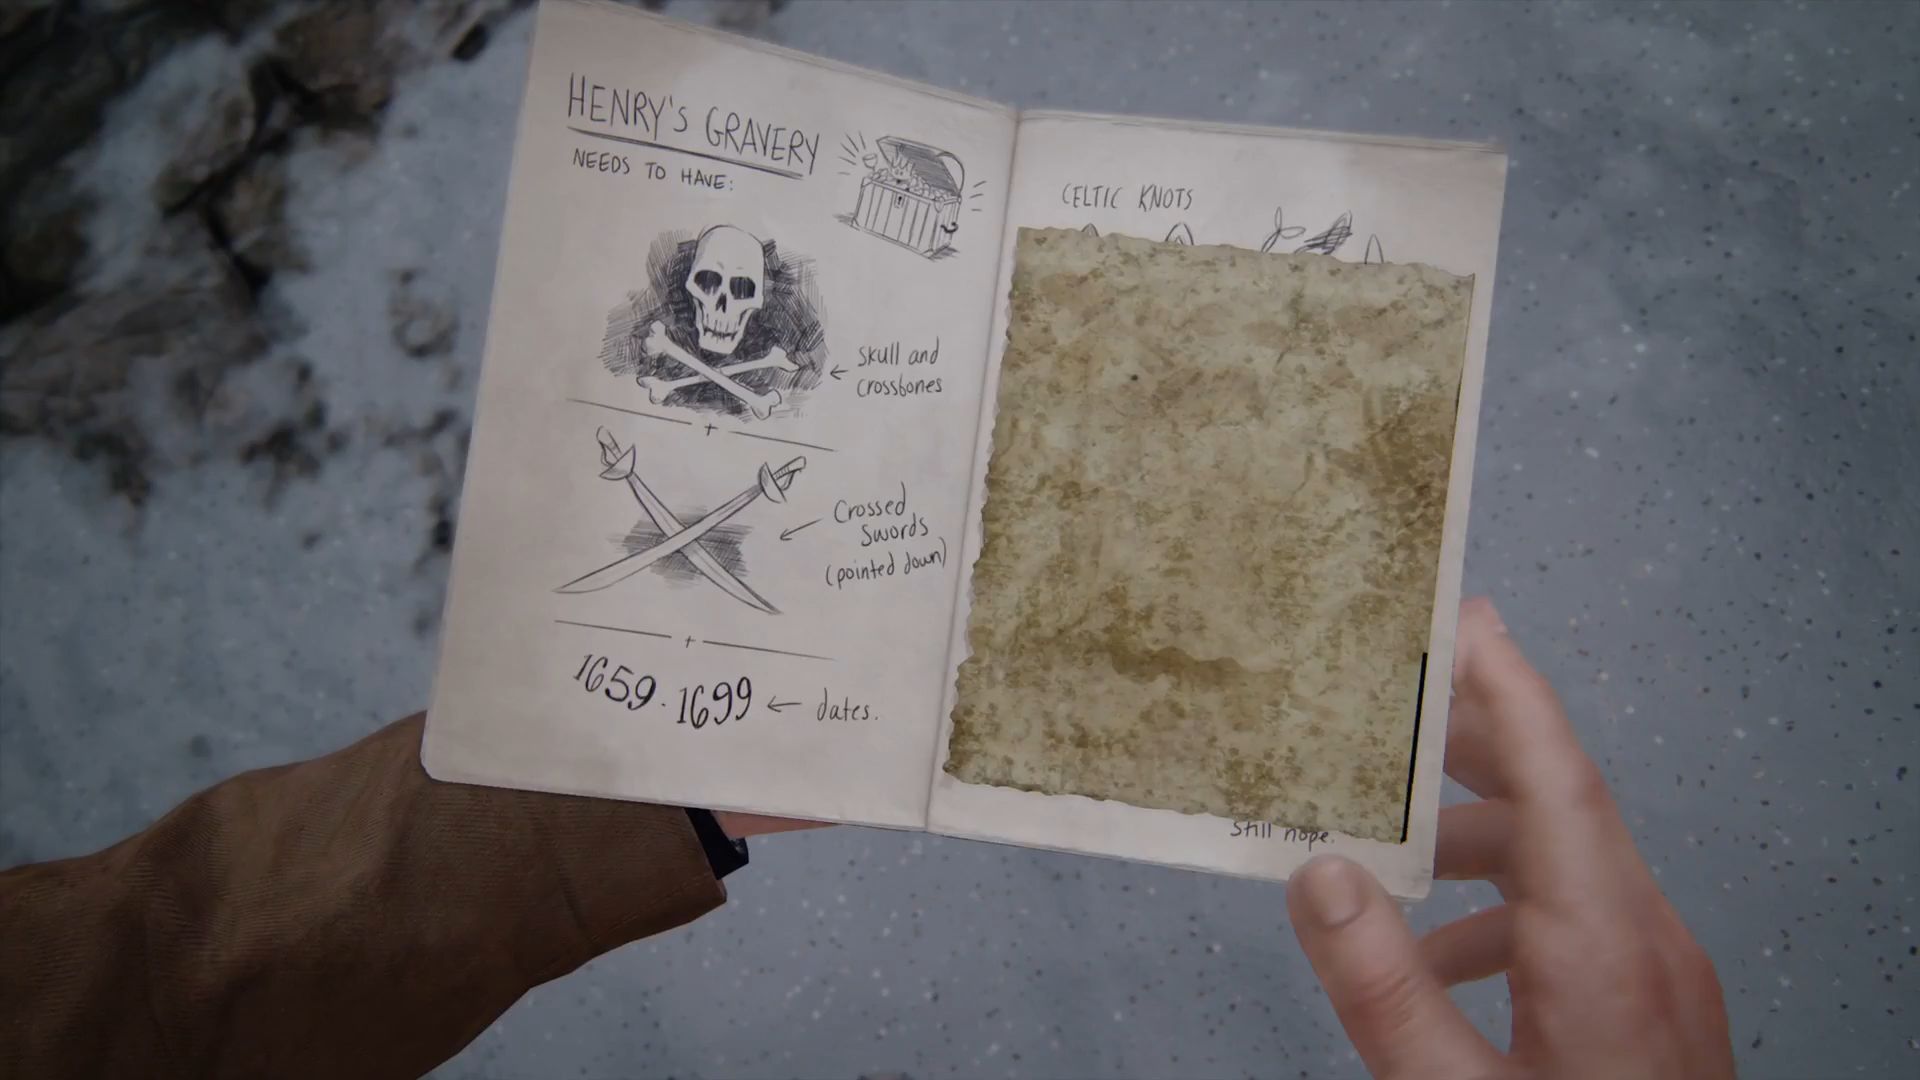 HENRY'S GRAVERY
NEEDS TO HAVE:
skull and
crossbones
+
Crossed
Swords
(pointed down)
+
1659 - 1699
dates.
CELTIC KNOTS
Still nope.